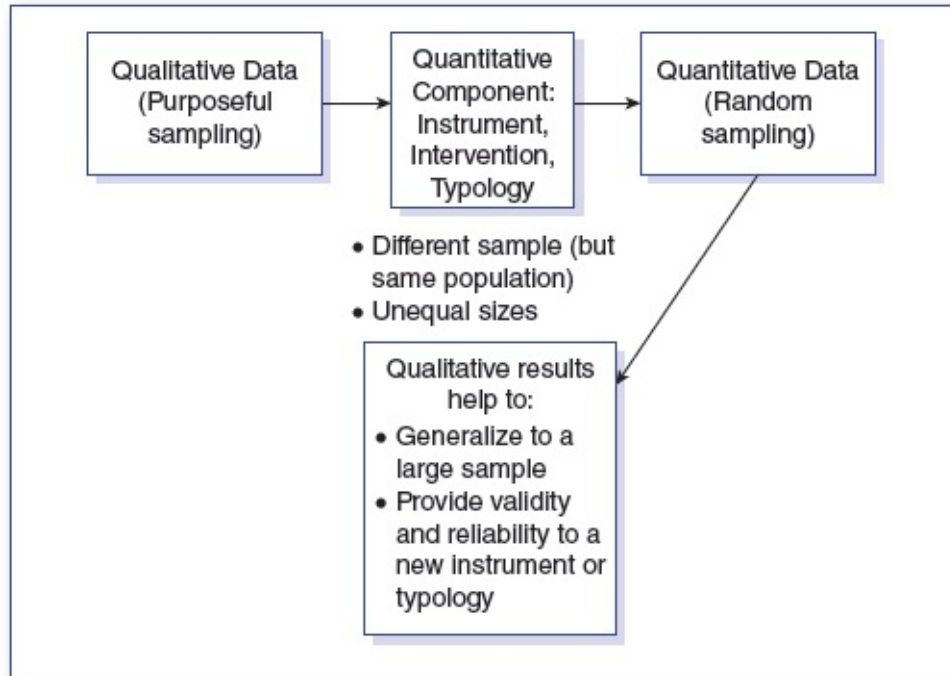 Qualitative Data
(Purposeful
sampling)
Quantitative
Component:
Instrument,
Intervention,
Typology
Quantitative Data
(Random
sampling)
• Different sample (but
same population)
• Unequal sizes
Qualitative results
help to:
• Generalize to a
large sample
• Provide validity
and reliability to a
new instrument or
typology